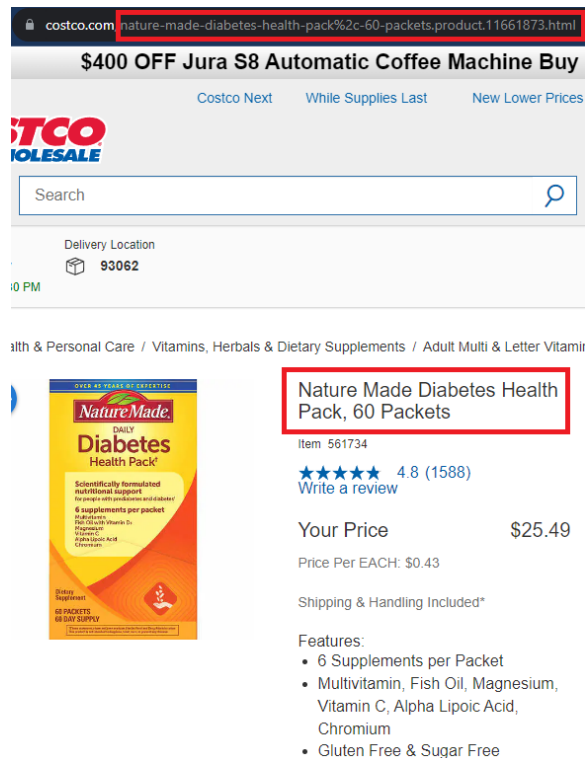 costco.com/nature-made-diabetes-health-pack%2c-60-packets.product.11661873.html
$400 OFF Jura S8 Automatic Coffee Machine Buy
Costco Next While Supplies Last New Lower Prices
STCO
OLESALE
Search
Delivery Location
93062
30 PM
alth & Personal Care / Vitamins, Herbals & Dietary Supplements / Adult Multi & Letter Vitamin
OVER 45 YEARS OF EXPERTISE
Nature Made.
DAILY
Diabetes
Health Pack†
Scientifically formulated
nutritional support
for people with prediabetes and diabetes†
6 supplements per packet
Multivitamin
Fish Oil with Vitamin D3
Magnesium
Vitamin C
Alpha Lipoic Acid
Chromium
Dietary
Supplement
60 PACKETS
60 DAY SUPPLY
Nature Made Diabetes Health
Pack, 60 Packets
Item 561734
4.8 (1588)
Write a review
Your Price $25.49
Price Per EACH: $0.43
Shipping & Handling Included*
Features:
• 6 Supplements per Packet
• Multivitamin, Fish Oil, Magnesium,
Vitamin C, Alpha Lipoic Acid,
Chromium
• Gluten Free & Sugar Free